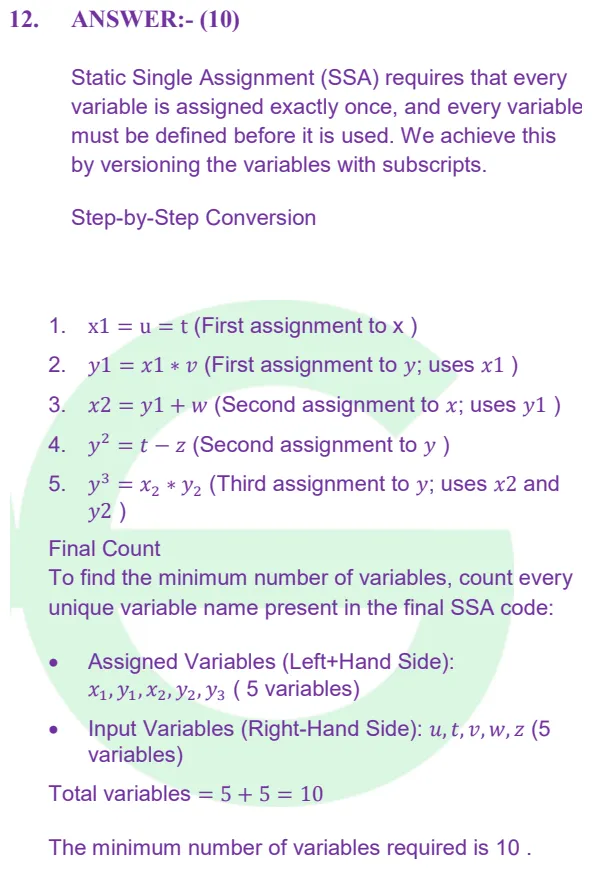 12. ANSWER:- (10)
Static Single Assignment (SSA) requires that every
variable is assigned exactly once, and every variable
must be defined before it is used. We achieve this
by versioning the variables with subscripts.
Step-by-Step Conversion
1. x1 = u = t (First assignment to x )
2. y1 = x1 ∗ v (First assignment to y; uses x1 )
3. x2 = y1 + w (Second assignment to x; uses y1 )
4. y² = t − z (Second assignment to y )
5. y³ = x₂ ∗ y₂ (Third assignment to y; uses x2 and
y2 )
Final Count
To find the minimum number of variables, count every
unique variable name present in the final SSA code:
• Assigned Variables (Left+Hand Side):
x₁, y₁, x₂, y₂, y₃ ( 5 variables)
• Input Variables (Right-Hand Side): u, t, v, w, z (5
variables)
Total variables = 5 + 5 = 10
The minimum number of variables required is 10 .